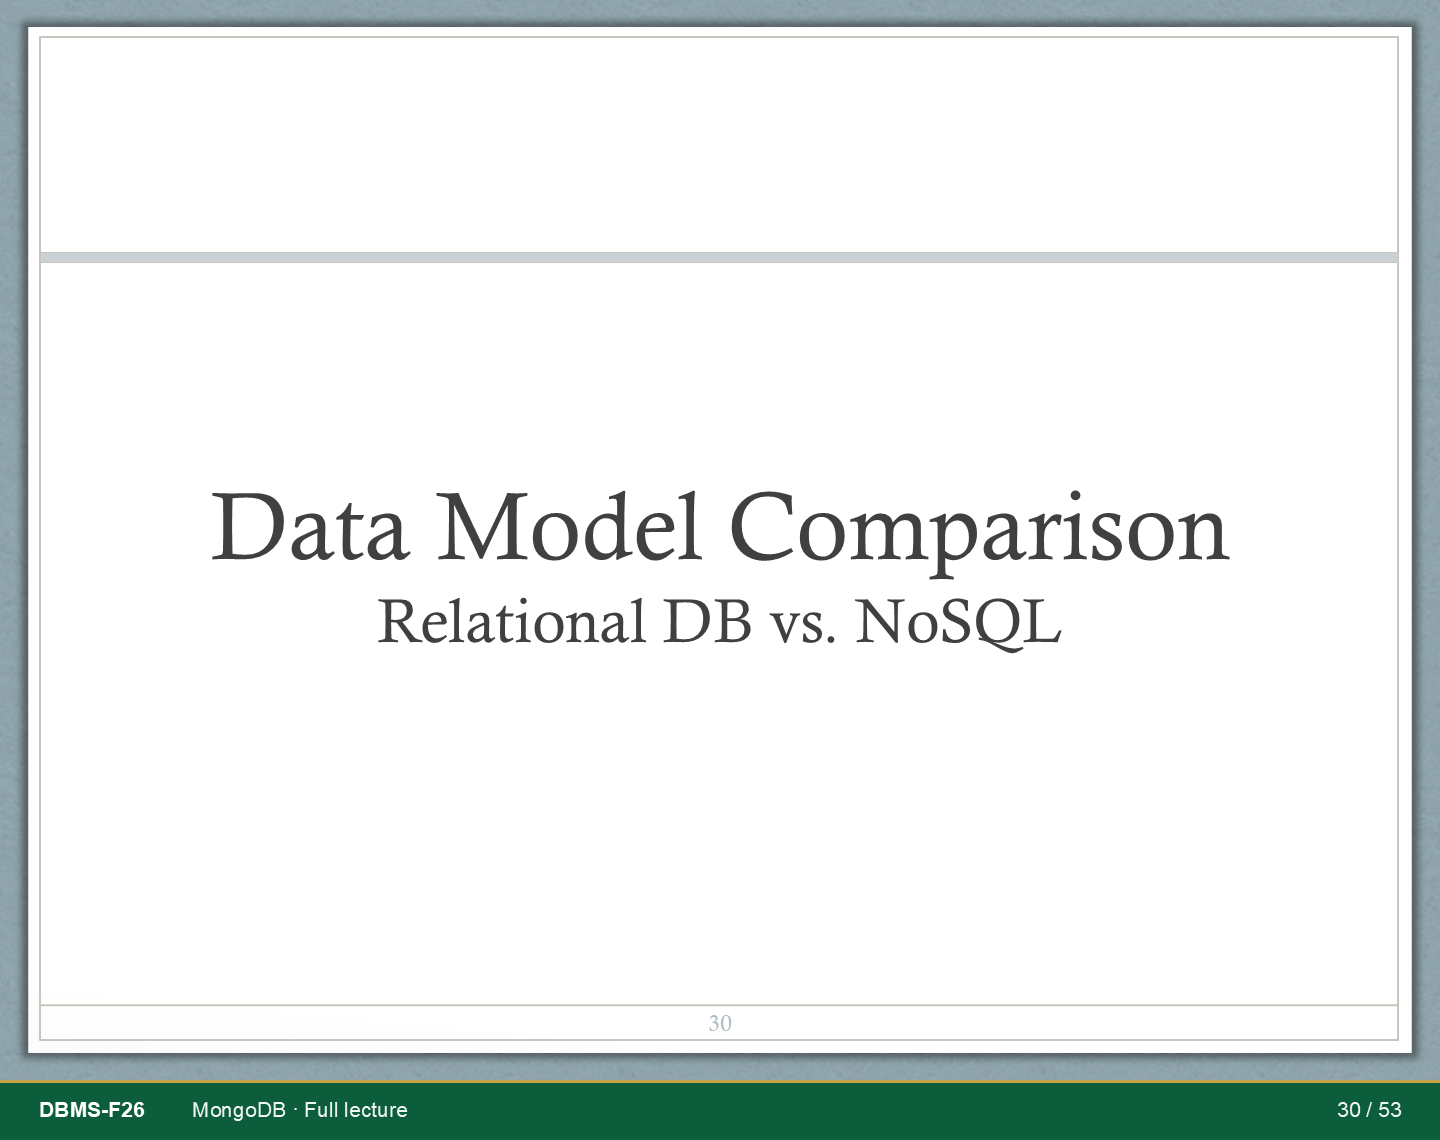 Data Model Comparison
Relational DB vs. NoSQL
30
DBMS-F26 MongoDB · Full lecture 30 / 53